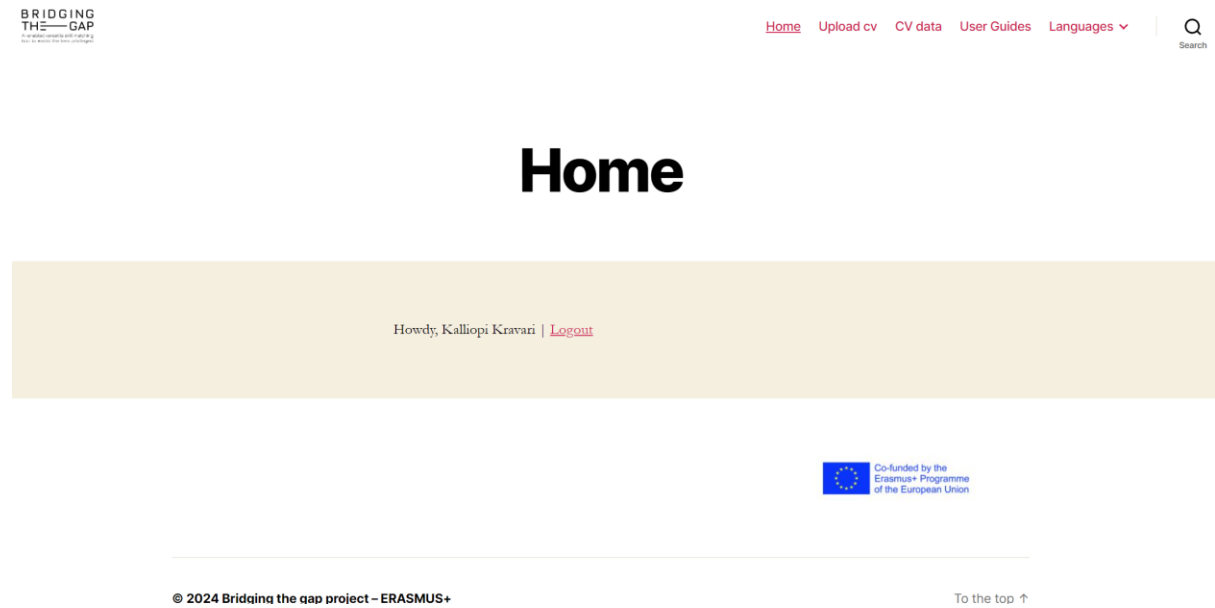 BRIDGING
THE GAP
Home Upload cv CV data User Guides Languages
Search
Home
Howdy, Kalliopi Kravari | Logout
Co-funded by the
Erasmus+ Programme
of the European Union
© 2024 Bridging the gap project – ERASMUS+
To the top ↑